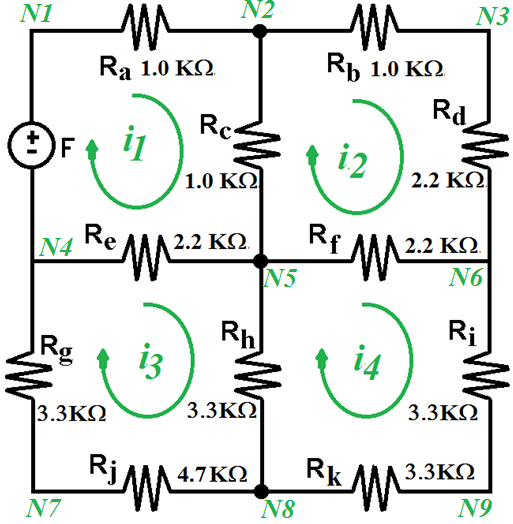 N1
N2
N3
Ra 1.0 KΩ
Rb 1.0 KΩ
Rc
Rd
+
-
F
i1
i2
1.0 KΩ
2.2 KΩ
N4
Re 2.2 KΩ
Rf 2.2 KΩ
N5
N6
Rg
Rh
Ri
i3
i4
3.3KΩ
3.3KΩ
3.3KΩ
Rj 4.7KΩ
Rk 3.3KΩ
N7
N8
N9